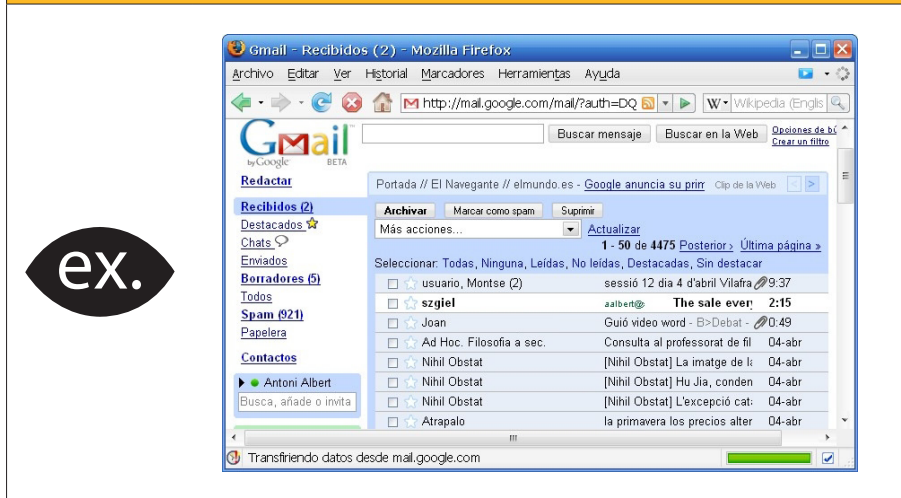 Gmail - Recibidos (2) - Mozilla Firefox
Archivo Editar Ver Historial Marcadores Herramientas Ayuda
http://mail.google.com/mail/?auth=DQ W Wikipedia (Englis
Gmail by Google BETA
Buscar mensaje Buscar en la Web Opciones de bú
Crear un filtro
Redactar
Recibidos (2)
Destacados
Chats
Enviados
Borradores (5)
Todos
Spam (921)
Papelera
Contactos
Antoni Albert
Busca, añade o invita
Portada // El Navegante // elmundo.es - Google anuncia su prim Clip de la Web < >
Archivar Marcar como spam Suprimir
Más acciones... Actualizar
1 - 50 de 4475 Posterior › Última página »
Seleccionar: Todas, Ninguna, Leídas, No leídas, Destacadas, Sin destacar
usuario, Montse (2) sessió 12 dia 4 d'abril Vilafra 9:37
szgiel aalbert@ The sale every 2:15
Joan Guió video word - B>Debat - 0:49
Ad Hoc. Filosofia a sec. Consulta al professorat de fil 04-abr
Nihil Obstat [Nihil Obstat] La imatge de la 04-abr
Nihil Obstat [Nihil Obstat] Hu Jia, conden 04-abr
Nihil Obstat [Nihil Obstat] L'excepció cat 04-abr
Atrapalo la primavera los precios alter 04-abr
Transfiriendo datos desde mail.google.com
ex.